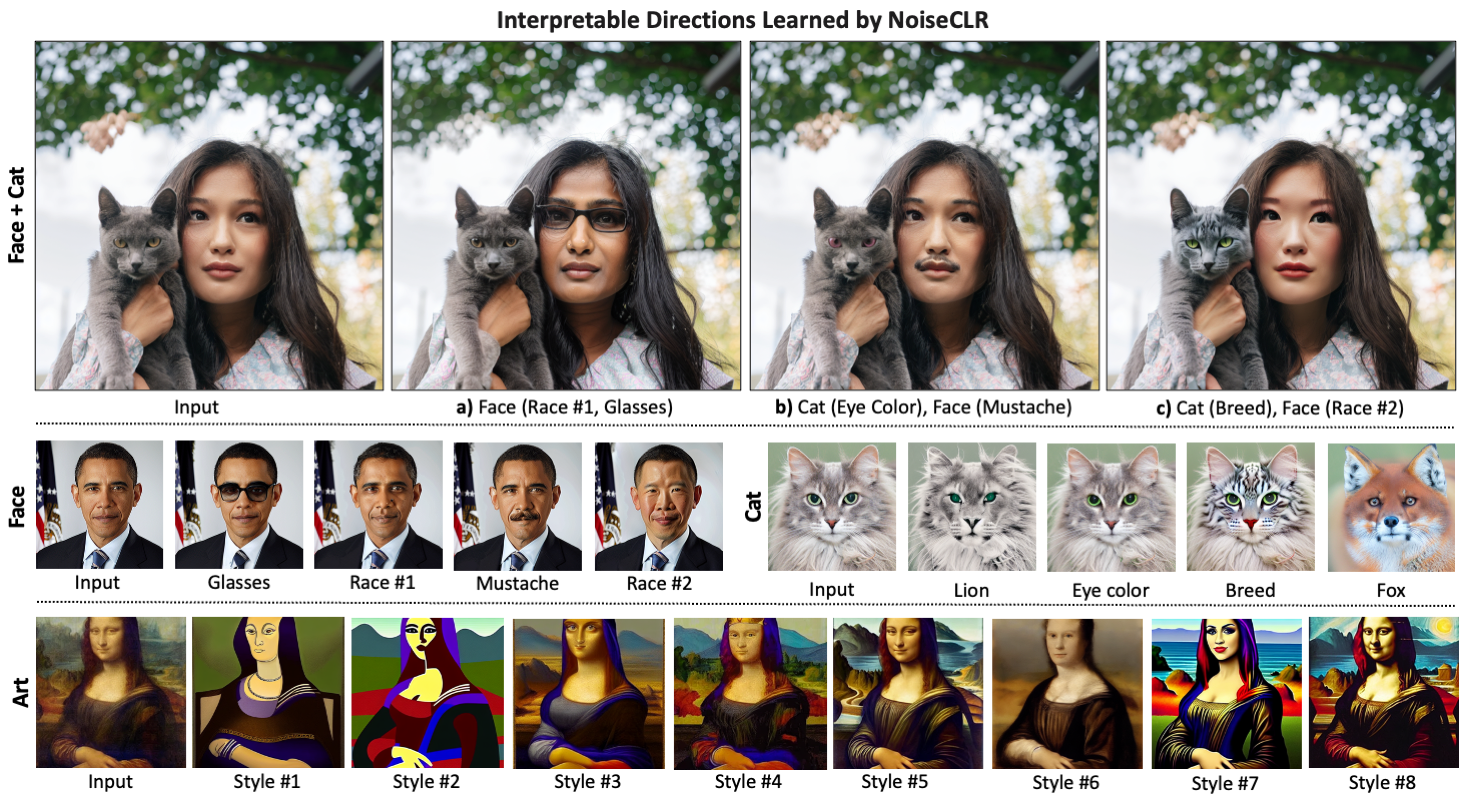 Interpretable Directions Learned by NoiseCLR
Face + Cat
Input
a) Face (Race #1, Glasses)
b) Cat (Eye Color), Face (Mustache)
c) Cat (Breed), Face (Race #2)
Face
Input
Glasses
Race #1
Mustache
Race #2
Cat
Input
Lion
Eye color
Breed
Fox
Art
Input
Style #1
Style #2
Style #3
Style #4
Style #5
Style #6
Style #7
Style #8